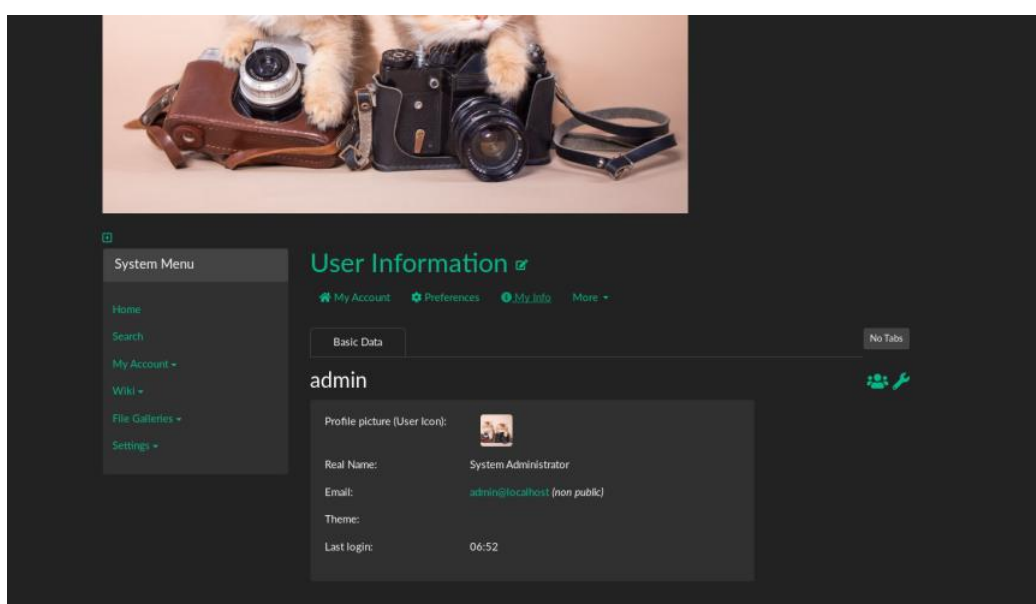 System Menu
Home
Search
My Account
Wiki
File Galleries
Settings
User Information
My Account Preferences My Info More
Basic Data
No Tabs
admin
Profile picture (User Icon):
Real Name: System Administrator
Email: admin@localhost (non public)
Theme:
Last login: 06:52